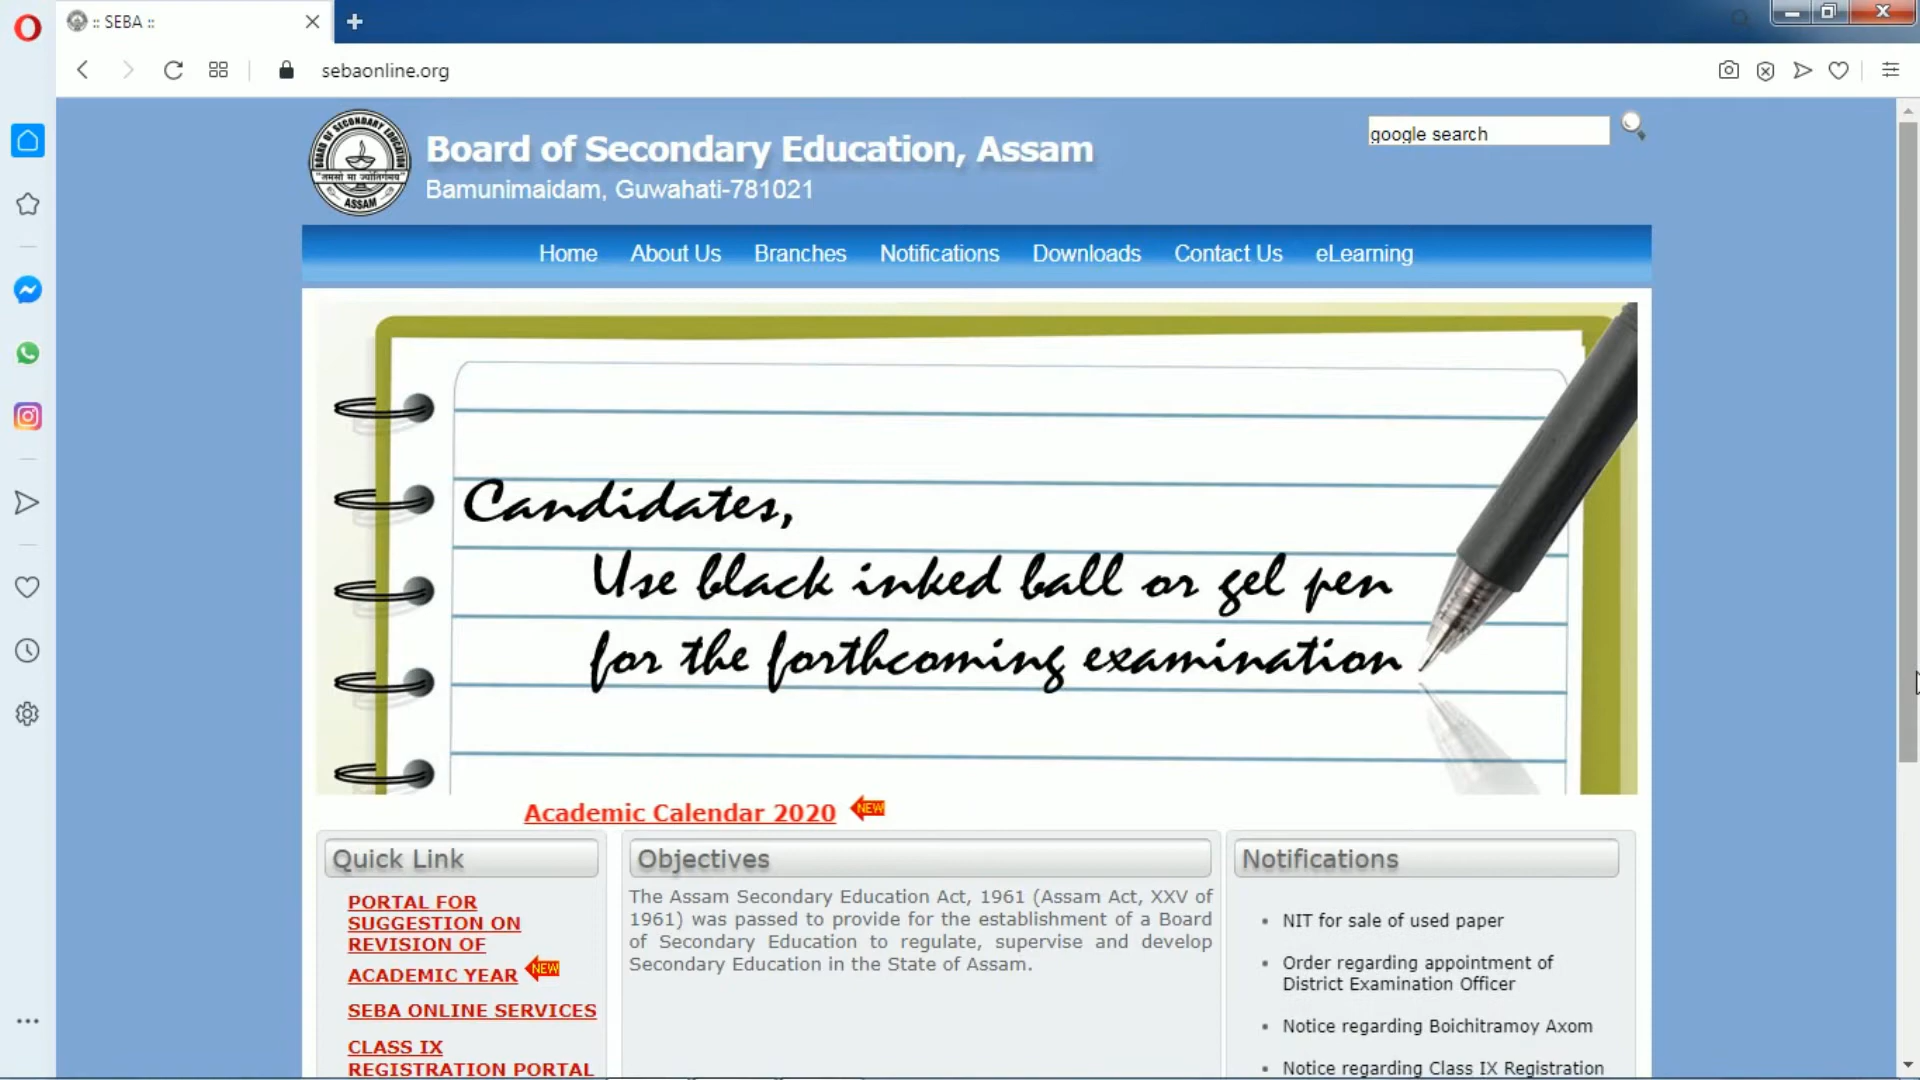 :: SEBA ::
sebaonline.org
BOARD OF SECONDARY EDUCATION
ASSAM
Board of Secondary Education, Assam
Bamunimaidam, Guwahati-781021
google search
Home About Us Branches Notifications Downloads Contact Us eLearning
Candidates,
Use black inked ball or gel pen
for the forthcoming examination
Academic Calendar 2020 NEW
Quick Link
PORTAL FOR
SUGGESTION ON
REVISION OF
ACADEMIC YEAR NEW
SEBA ONLINE SERVICES
CLASS IX
REGISTRATION PORTAL
Objectives
The Assam Secondary Education Act, 1961 (Assam Act, XXV of
1961) was passed to provide for the establishment of a Board
of Secondary Education to regulate, supervise and develop
Secondary Education in the State of Assam.
Notifications
NIT for sale of used paper
Order regarding appointment of
District Examination Officer
Notice regarding Boichitramoy Axom
Notice regarding Class IX Registration